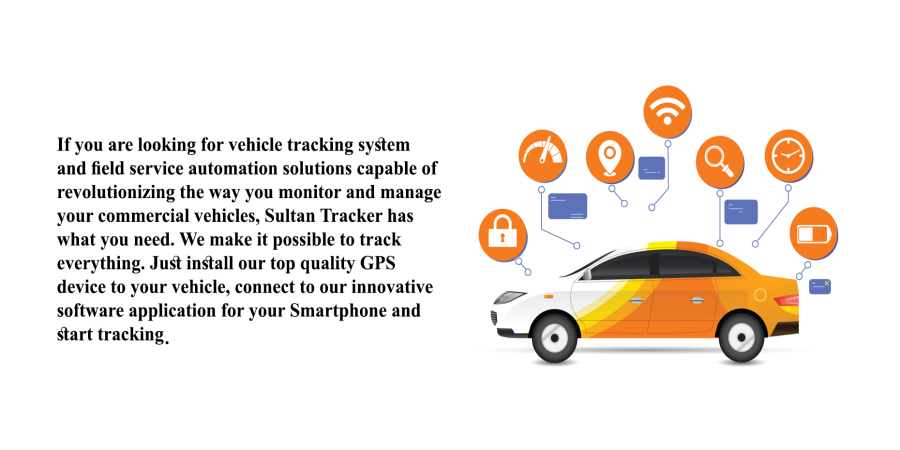 If you are looking for vehicle tracking system
and field service automation solutions capable of
revolutionizing the way you monitor and manage
your commercial vehicles, Sultan Tracker has
what you need. We make it possible to track
everything. Just install our top quality GPS
device to your vehicle, connect to our innovative
software application for your Smartphone and
start tracking.